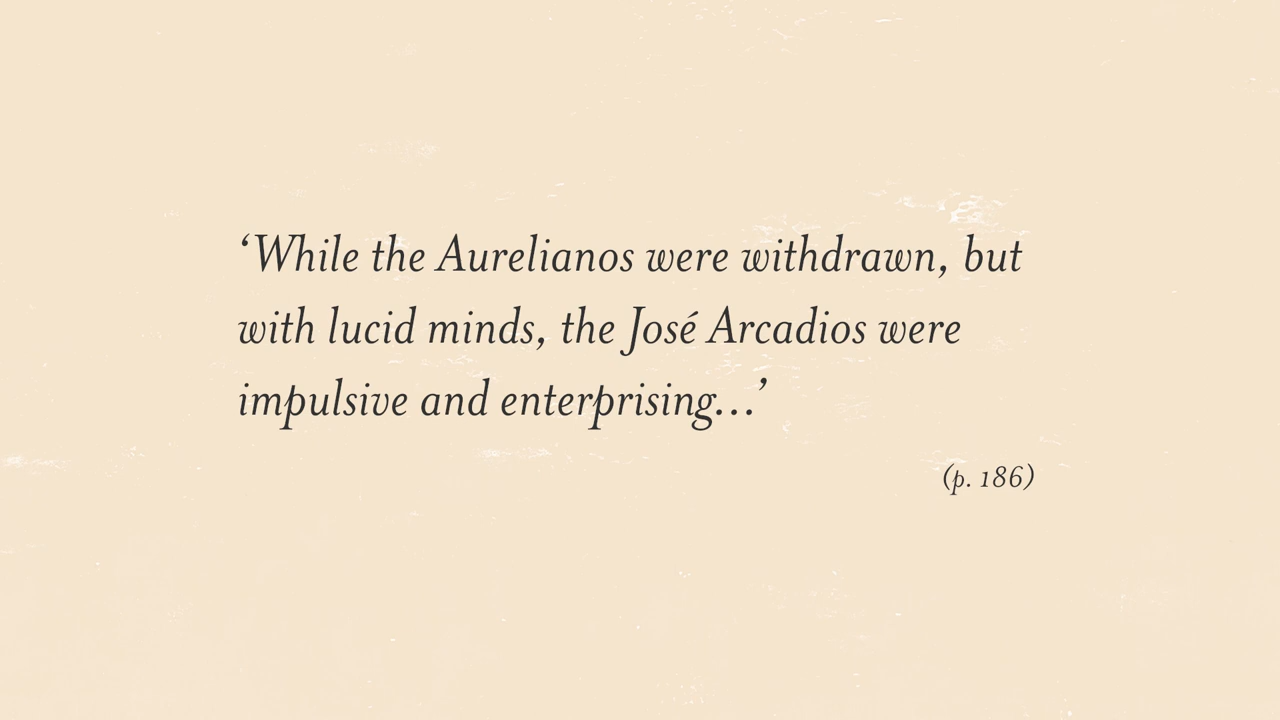 ‘While the Aurelianos were withdrawn, but
with lucid minds, the José Arcadios were
impulsive and enterprising...’
(p. 186)